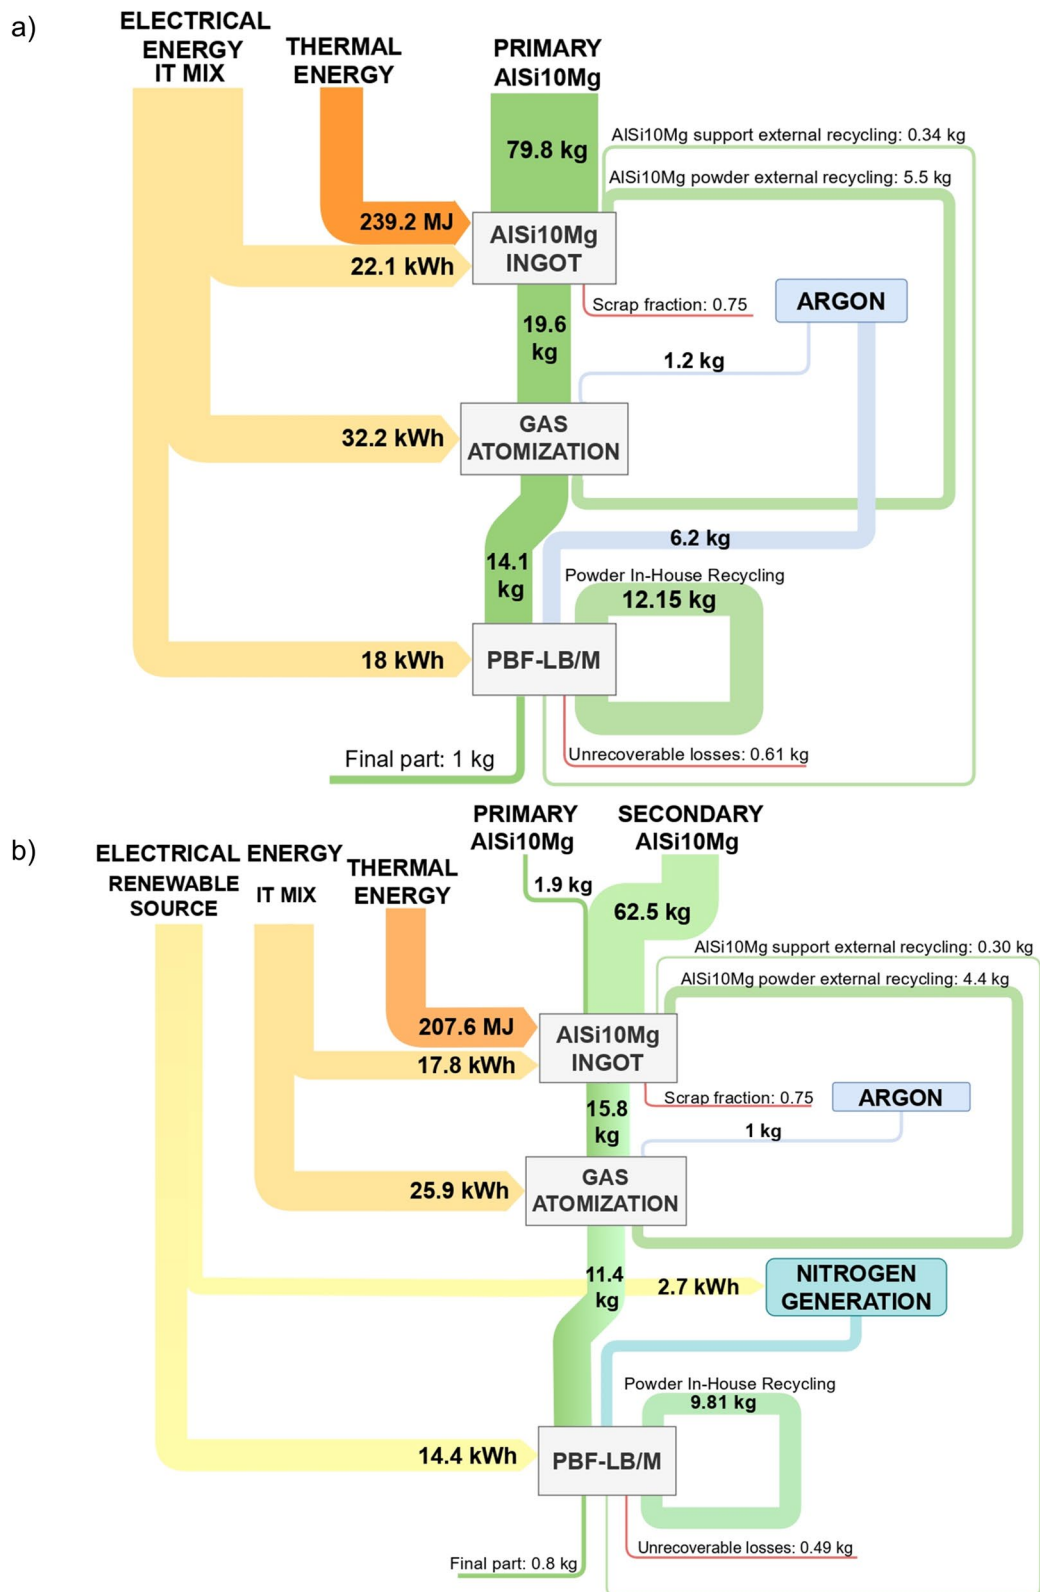 a)
ELECTRICAL
ENERGY
IT MIX
THERMAL
ENERGY
PRIMARY
AlSi10Mg
79.8 kg
AlSi10Mg support external recycling: 0.34 kg
AlSi10Mg powder external recycling: 5.5 kg
239.2 MJ
22.1 kWh
AlSi10Mg
INGOT
Scrap fraction: 0.75
ARGON
19.6
kg
1.2 kg
32.2 kWh
GAS
ATOMIZATION
6.2 kg
14.1
kg
Powder In-House Recycling
12.15 kg
18 kWh
PBF-LB/M
Final part: 1 kg
Unrecoverable losses: 0.61 kg
b)
ELECTRICAL ENERGY
RENEWABLE
SOURCE
IT MIX
THERMAL
ENERGY
PRIMARY
AlSi10Mg
SECONDARY
AlSi10Mg
1.9 kg
62.5 kg
AlSi10Mg support external recycling: 0.30 kg
AlSi10Mg powder external recycling: 4.4 kg
207.6 MJ
17.8 kWh
AlSi10Mg
INGOT
Scrap fraction: 0.75
ARGON
15.8
kg
1 kg
25.9 kWh
GAS
ATOMIZATION
11.4
kg
2.7 kWh
NITROGEN
GENERATION
Powder In-House Recycling
9.81 kg
14.4 kWh
PBF-LB/M
Unrecoverable losses: 0.49 kg
Final part: 0.8 kg